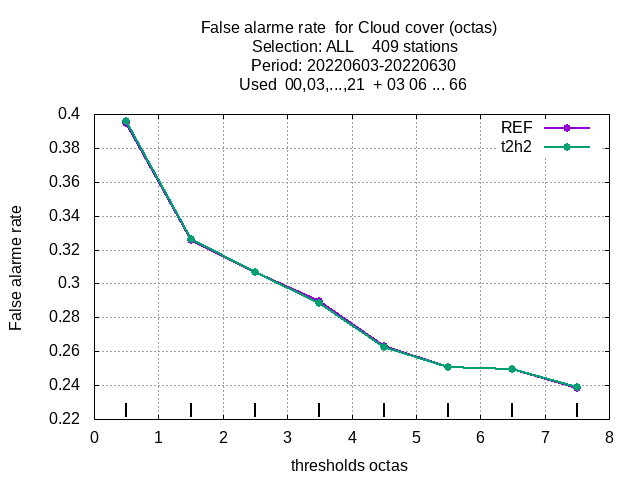 False alarme rate  for Cloud cover (octas)
Selection: ALL    409 stations
Period: 20220603-20220630
Used  00,03,...,21  + 03 06 ... 66
REF
t2h2
0.4
0.38
0.36
0.34
0.32
0.3
0.28
0.26
0.24
0.22
False alarme rate
0 1 2 3 4 5 6 7 8
thresholds octas